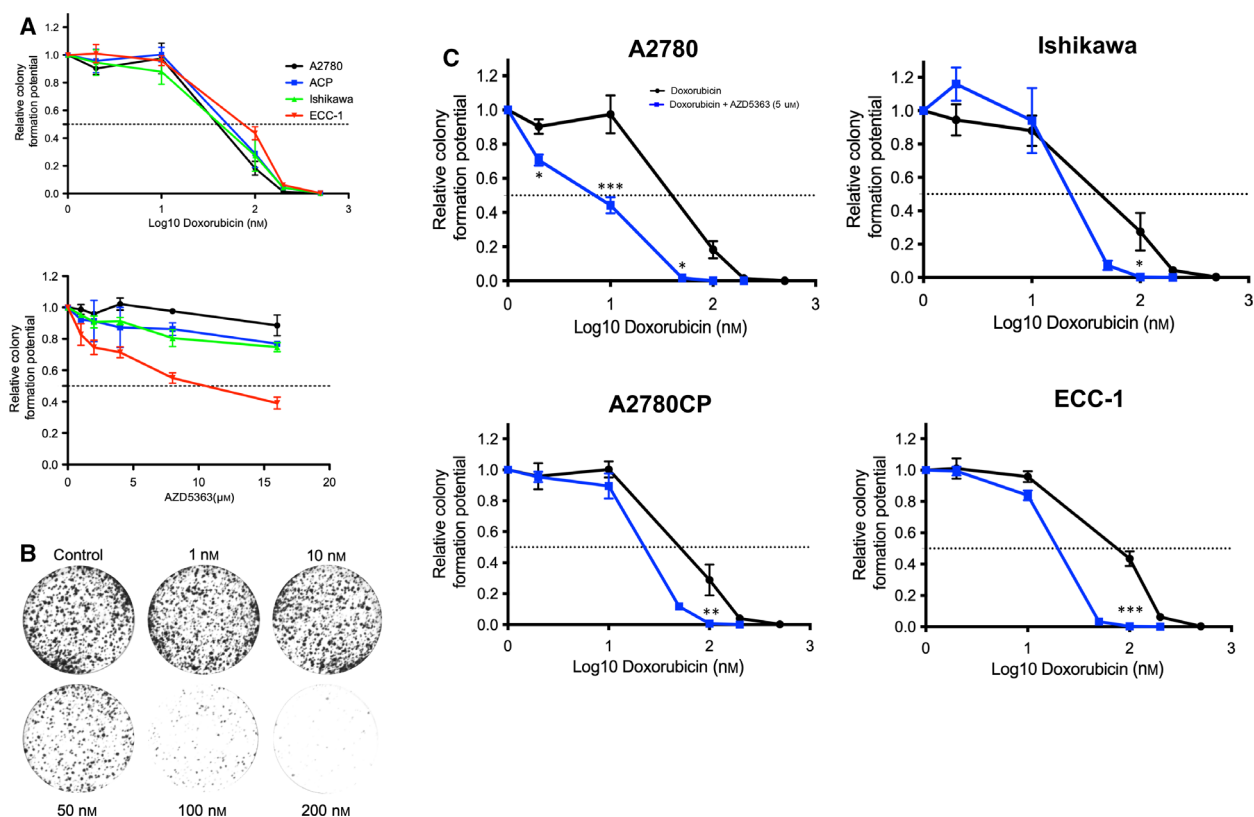 A
Relative colony
formation potential
1.2
1.0
0.8
0.6
0.4
0.2
0.0
0
1
2
3
Log10 Doxorubicin (nM)
A2780
ACP
Ishikawa
ECC-1
Relative colony
formation potential
1.2
1.0
0.8
0.6
0.4
0.2
0.0
0
5
10
15
20
AZD5363(µM)
B
Control
1 nM
10 nM
50 nM
100 nM
200 nM
C
A2780
Relative colony
formation potential
1.2
1.0
0.8
0.6
0.4
0.2
0.0
Doxorubicin
Doxorubicin + AZD5363 (5 uM)
*
***
*
0
1
2
3
Log10 Doxorubicin (nM)
Ishikawa
Relative colony
formation potential
1.2
1.0
0.8
0.6
0.4
0.2
0.0
*
0
1
2
3
Log10 Doxorubicin (nM)
A2780CP
Relative colony
formation potential
1.2
1.0
0.8
0.6
0.4
0.2
0.0
**
0
1
2
3
Log10 Doxorubicin (nM)
ECC-1
Relative colony
formation potential
1.2
1.0
0.8
0.6
0.4
0.2
0.0
***
0
1
2
3
Log10 Doxorubicin (nM)